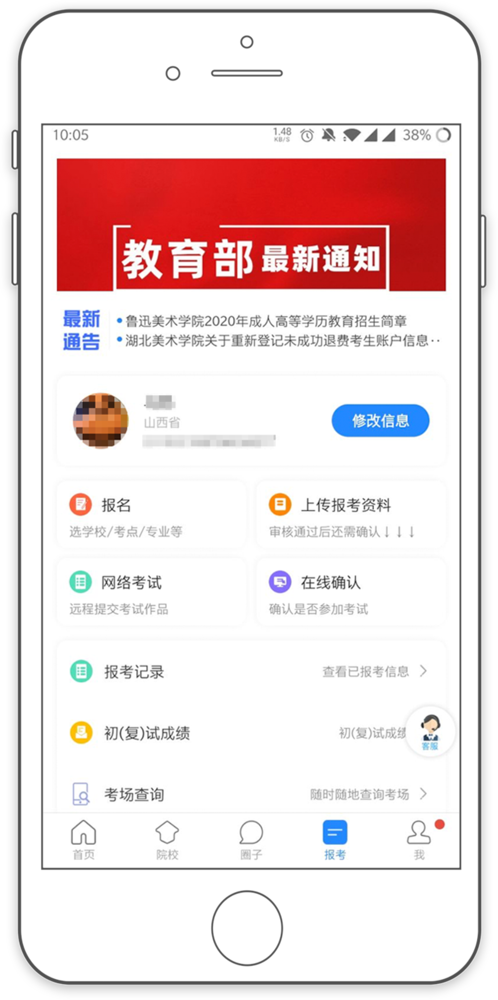 10:05 1.48 KB/S 38%
教育部最新通知
最新通告
•鲁迅美术学院2020年成人高等学历教育招生简章
•湖北美术学院关于重新登记未成功退费考生账户信息··
山西省
修改信息
报名
选学校/考点/专业等
上传报考资料
审核通过后还需确认↓↓↓
网络考试
远程提交考试作品
在线确认
确认是否参加考试
报考记录 查看已报考信息
初(复)试成绩 初(复)试成绩
客服
考场查询 随时随地查询考场
首页 院校 圈子 报考 我